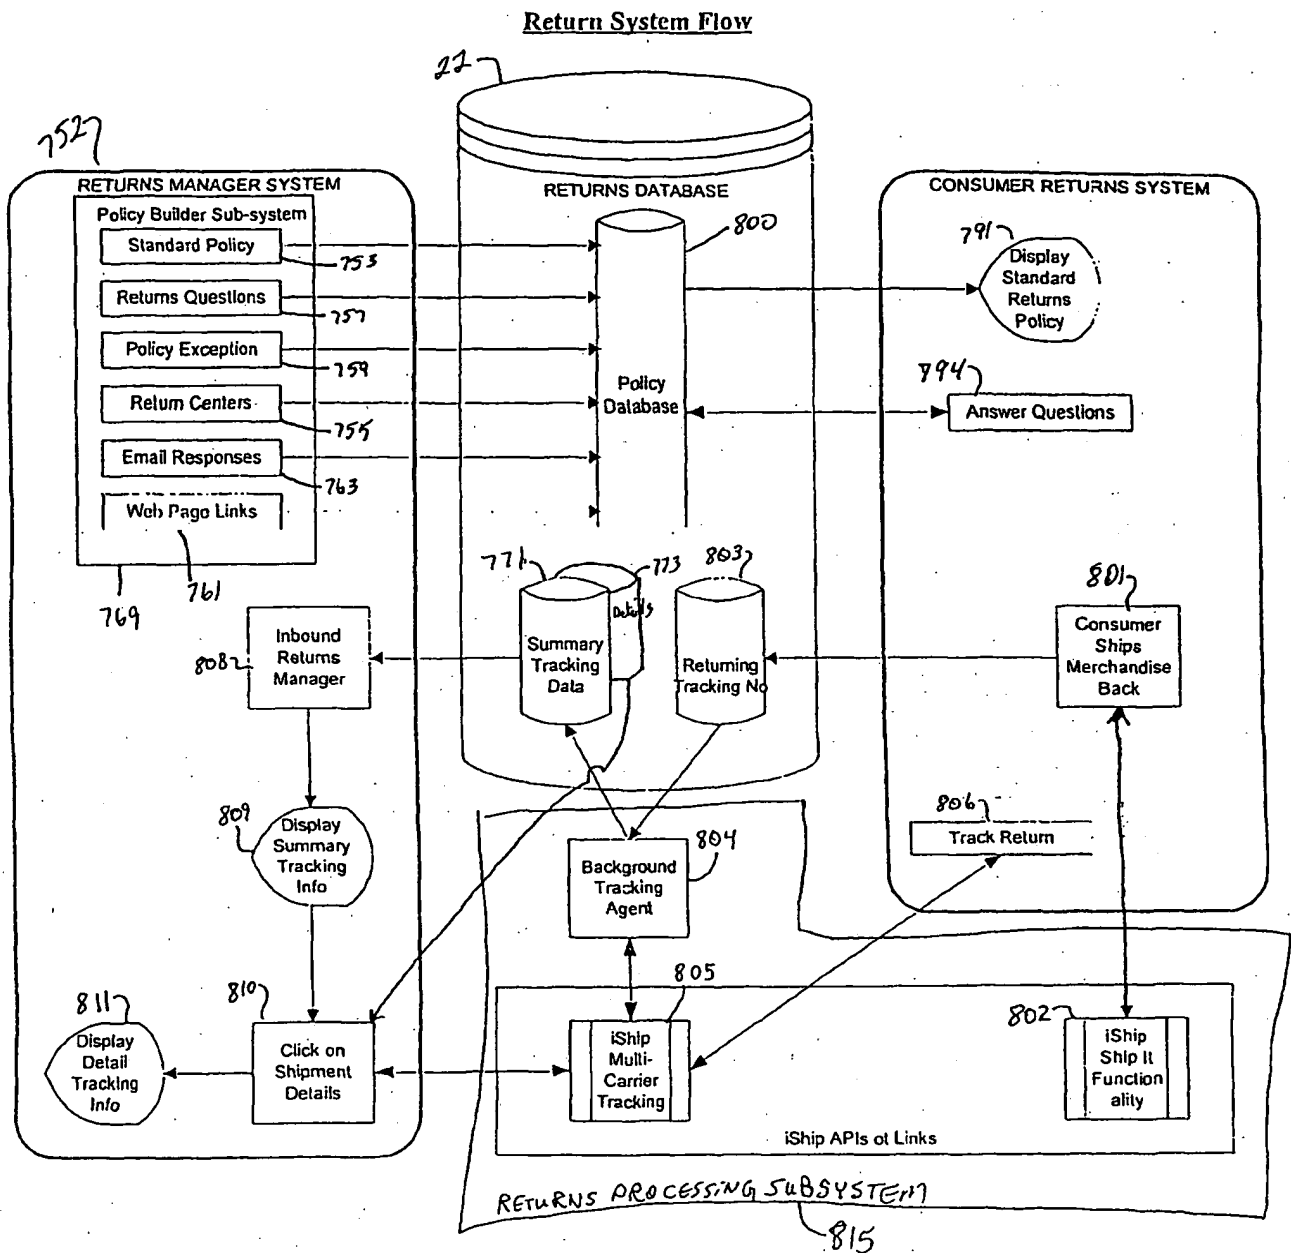 Return System Flow
22
752
RETURNS MANAGER SYSTEM
Policy Builder Sub-system
Standard Policy
753
Returns Questions
757
Policy Exception
759
Return Centers
755
Email Responses
763
Web Page Links
761
769
RETURNS DATABASE
800
Policy
Database
CONSUMER RETURNS SYSTEM
791
Display
Standard
Returns
Policy
794
Answer Questions
771
773
Details
803
Summary
Tracking
Data
Returning
Tracking No
801
Consumer
Ships
Merchandise
Back
808
Inbound
Returns
Manager
809
Display
Summary
Tracking
Info
804
Background
Tracking
Agent
806
Track Return
811
Display
Detail
Tracking
Info
810
Click on
Shipment
Details
805
iShip
Multi-
Carrier
Tracking
802
iShip
Ship It
Function
ality
iShip APIs ot Links
RETURNS PROCESSING SUBSYSTEM
815